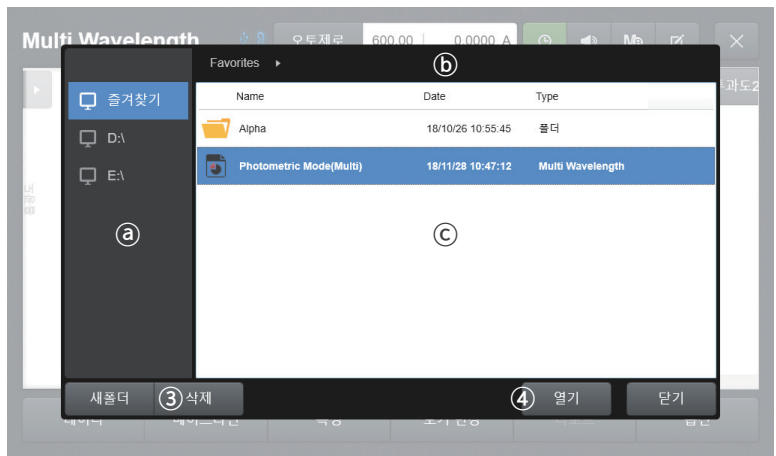 Multi Wavelength
오토제로 600.00 0.0000 A
Favorites ▸ ⓑ
즐겨찾기
D:\
E:\
ⓐ
Name Date Type
Alpha 18/10/26 10:55:45 폴더
Photometric Mode(Multi) 18/11/28 10:47:12 Multi Wavelength
ⓒ
새폴더 ③ 삭제 ④ 열기 닫기